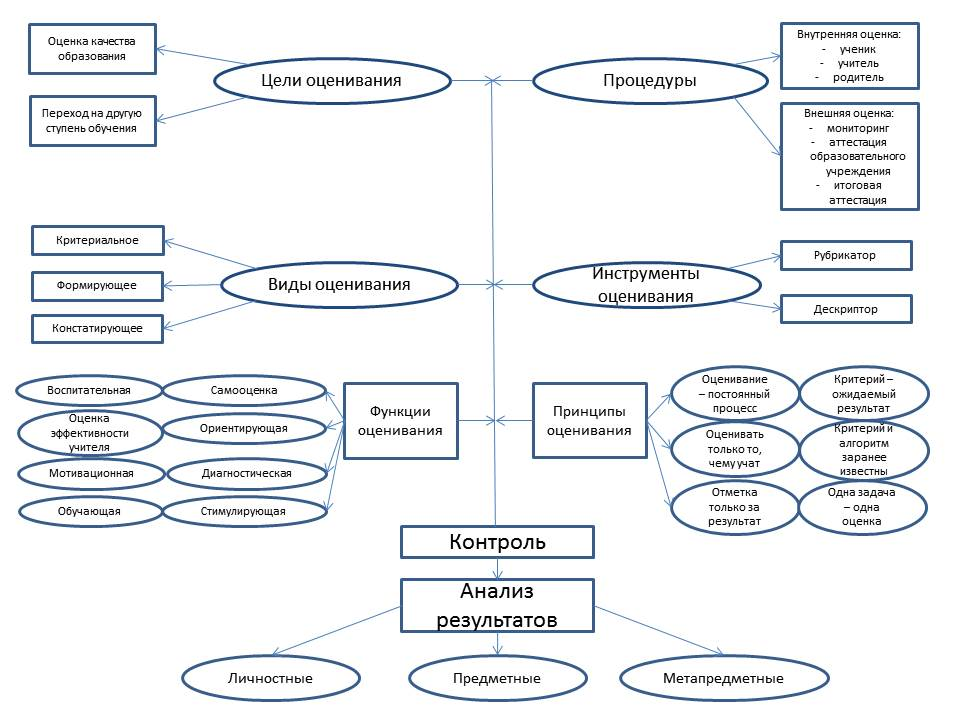 Оценка качества
образования
Переход на другую
ступень обучения
Цели оценивания
Процедуры
Внутренняя оценка:
- ученик
- учитель
- родитель
Внешняя оценка:
- мониторинг
- аттестация
образовательного
учреждения
- итоговая
аттестация
Критериальное
Формирующее
Констатирующее
Виды оценивания
Инструменты
оценивания
Рубрикатор
Дескриптор
Воспитательная
Самооценка
Оценка
эффективности
учителя
Ориентирующая
Мотивационная
Диагностическая
Обучающая
Стимулирующая
Функции
оценивания
Принципы
оценивания
Оценивание
– постоянный
процесс
Критерий –
ожидаемый
результат
Оценивать
только то,
чему учат
Критерий и
алгоритм
заранее
известны
Отметка
только за
результат
Одна задача
– одна
оценка
Контроль
Анализ
результатов
Личностные
Предметные
Метапредметные